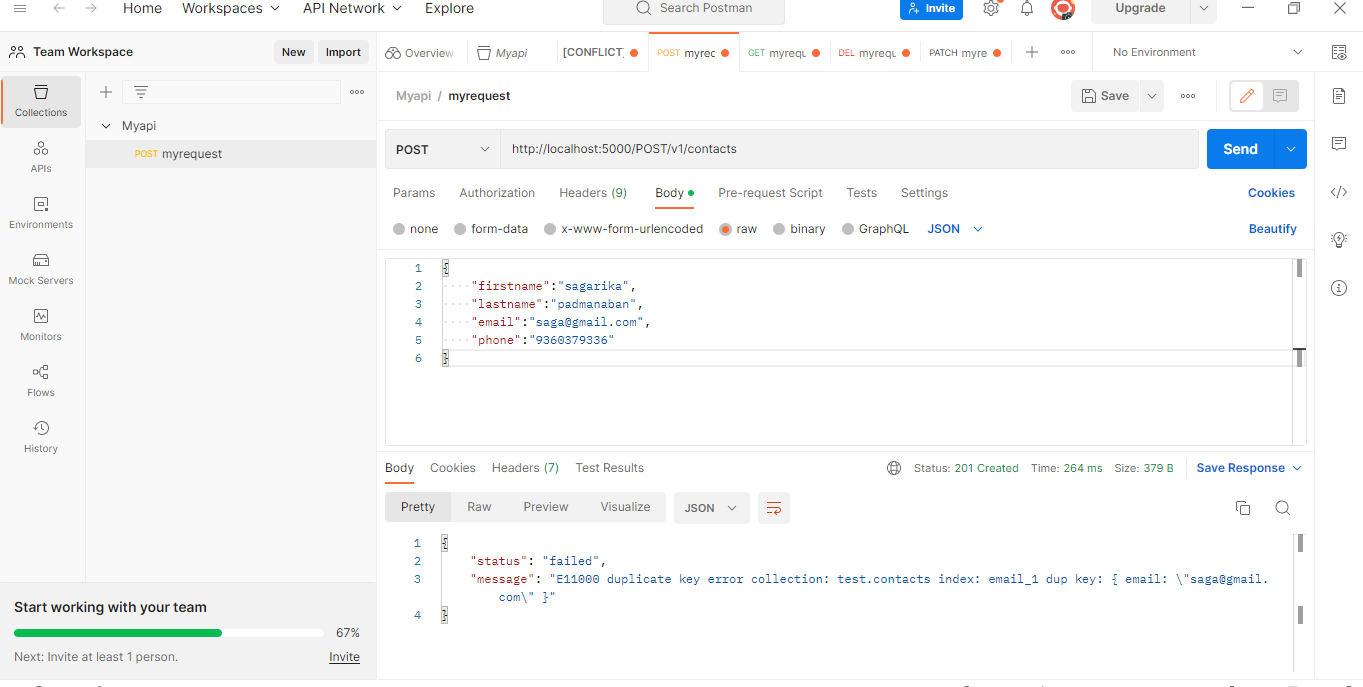 Home Workspaces API Network Explore Search Postman Invite Upgrade
Team Workspace New Import Overview Myapi [CONFLICT] POST myrec GET myrequ DEL myrequ PATCH myre No Environment
Collections
APIs
Environments
Mock Servers
Monitors
Flows
History
Myapi
POST myrequest
Start working with your team
67%
Next: Invite at least 1 person. Invite
Myapi / myrequest Save
POST http://localhost:5000/POST/v1/contacts Send
Params Authorization Headers (9) Body Pre-request Script Tests Settings Cookies
none form-data x-www-form-urlencoded raw binary GraphQL JSON Beautify
1 {
2 "firstname":"sagarika",
3 "lastname":"padmanaban",
4 "email":"saga@gmail.com",
5 "phone":"9360379336"
6 }
Body Cookies Headers (7) Test Results Status: 201 Created Time: 264 ms Size: 379 B Save Response
Pretty Raw Preview Visualize JSON
1 {
2 "status": "failed",
3 "message": "E11000 duplicate key error collection: test.contacts index: email_1 dup key: { email: \"saga@gmail.
com\" }"
4 }